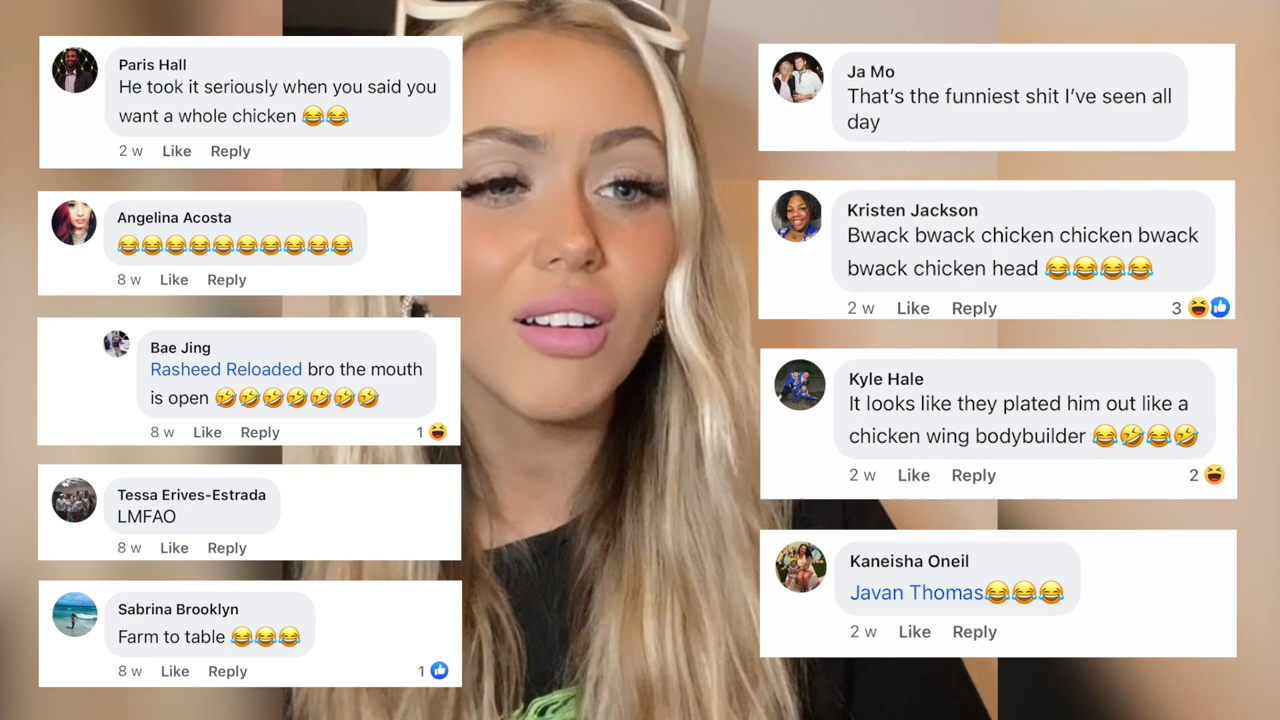 Paris Hall
He took it seriously when you said you
want a whole chicken 😂😂
2 w Like Reply
Angelina Acosta
😂😂😂😂😂😂😂😂😂😂
8 w Like Reply
Bae Jing
Rasheed Reloaded bro the mouth
is open 🤣🤣🤣🤣🤣🤣🤣
8 w Like Reply 1
Tessa Erives-Estrada
LMFAO
8 w Like Reply
Sabrina Brooklyn
Farm to table 😂😂😂
8 w Like Reply 1
Ja Mo
That's the funniest shit I've seen all
day
Kristen Jackson
Bwack bwack chicken chicken bwack
bwack chicken head 😂😂😂😂
2 w Like Reply 3
Kyle Hale
It looks like they plated him out like a
chicken wing bodybuilder 😂🤣😂🤣
2 w Like Reply 2
Kaneisha Oneil
Javan Thomas😂😂😂
2 w Like Reply